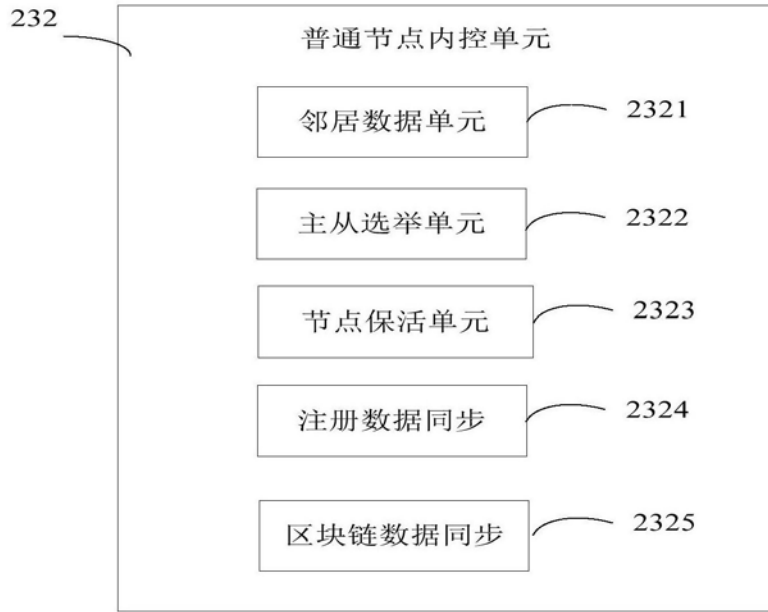 232
普通节点内控单元
邻居数据单元
2321
主从选举单元
2322
节点保活单元
2323
注册数据同步
2324
区块链数据同步
2325